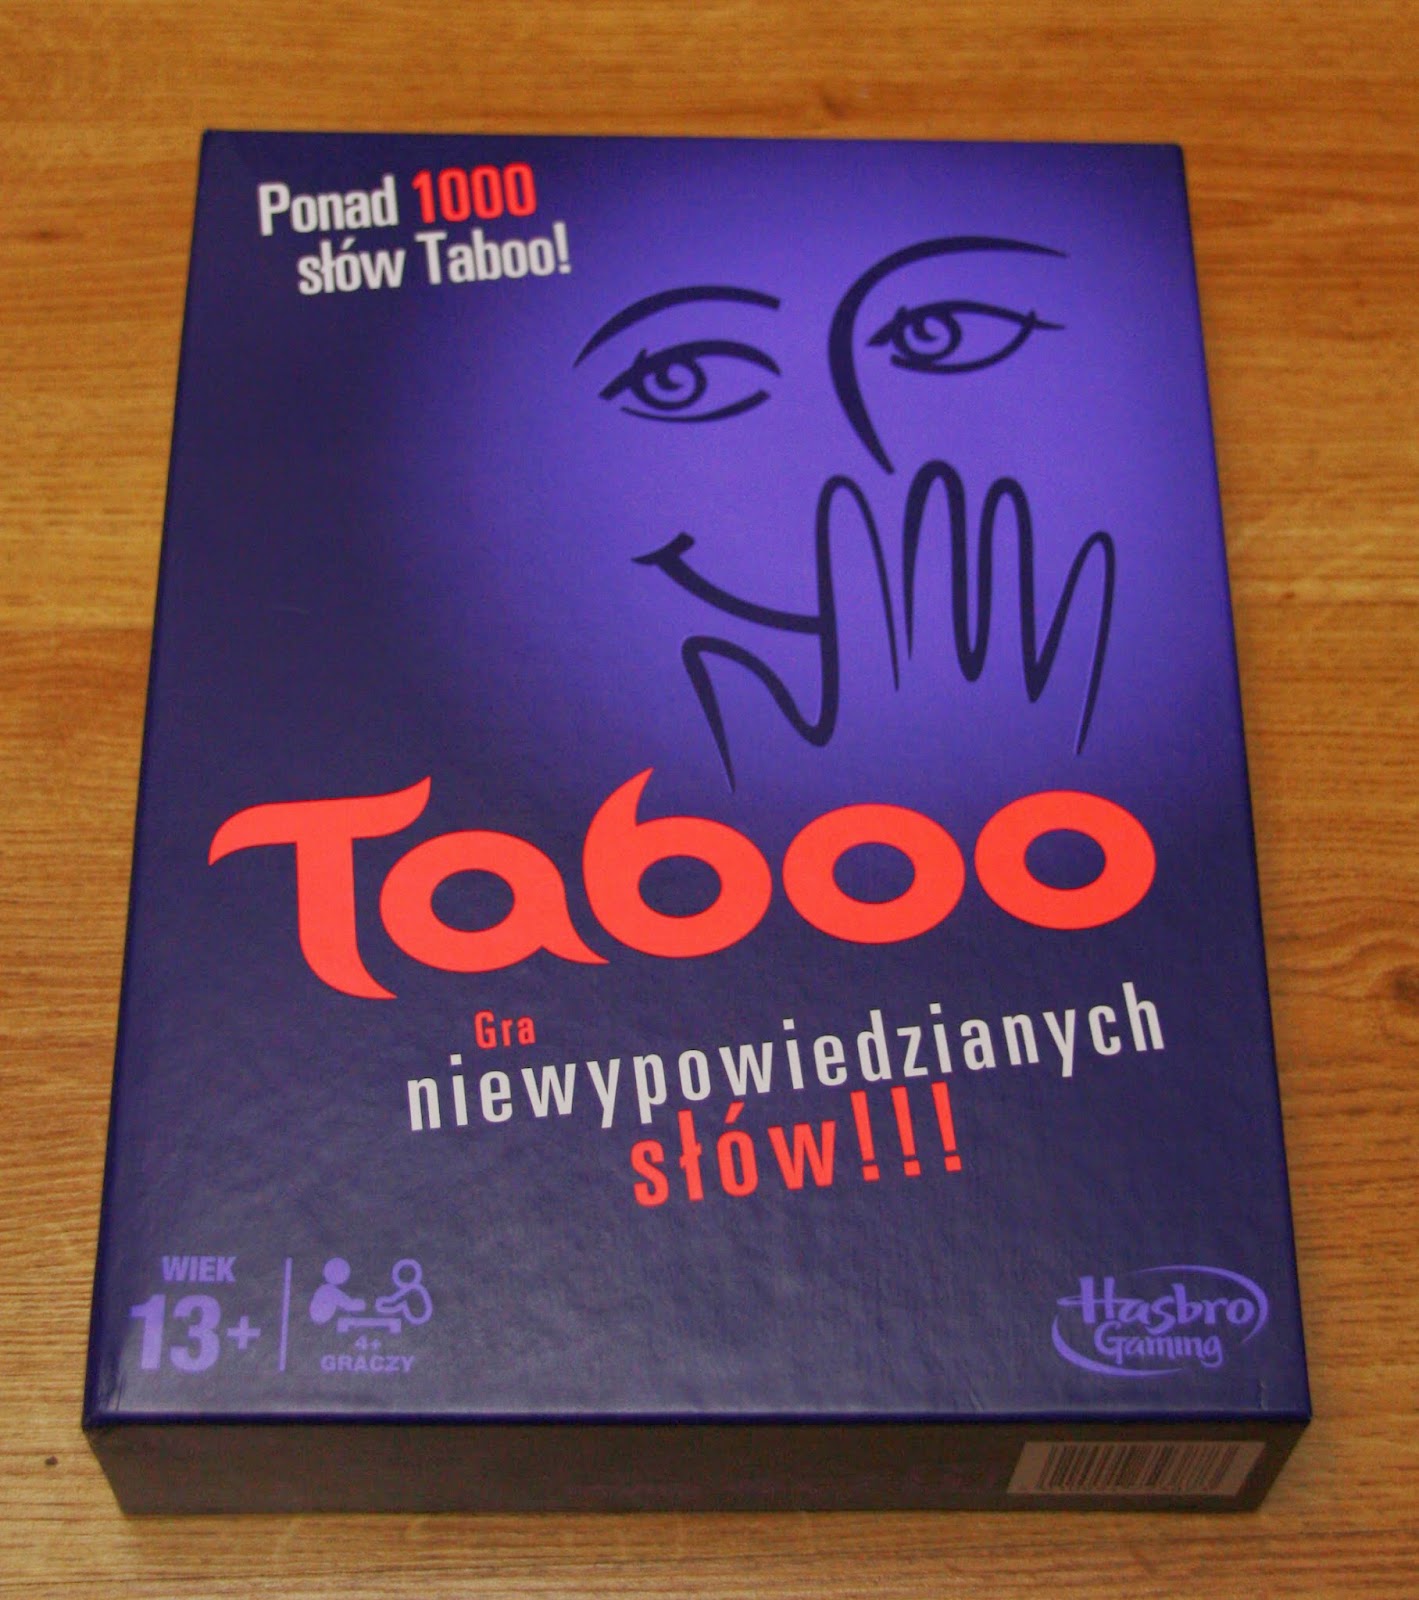 Ponad 1000
słów Taboo!
Taboo
Gra
niewypowiedzianych
słów!!!
WIEK
13+
4+
GRACZY
Hasbro
Gaming